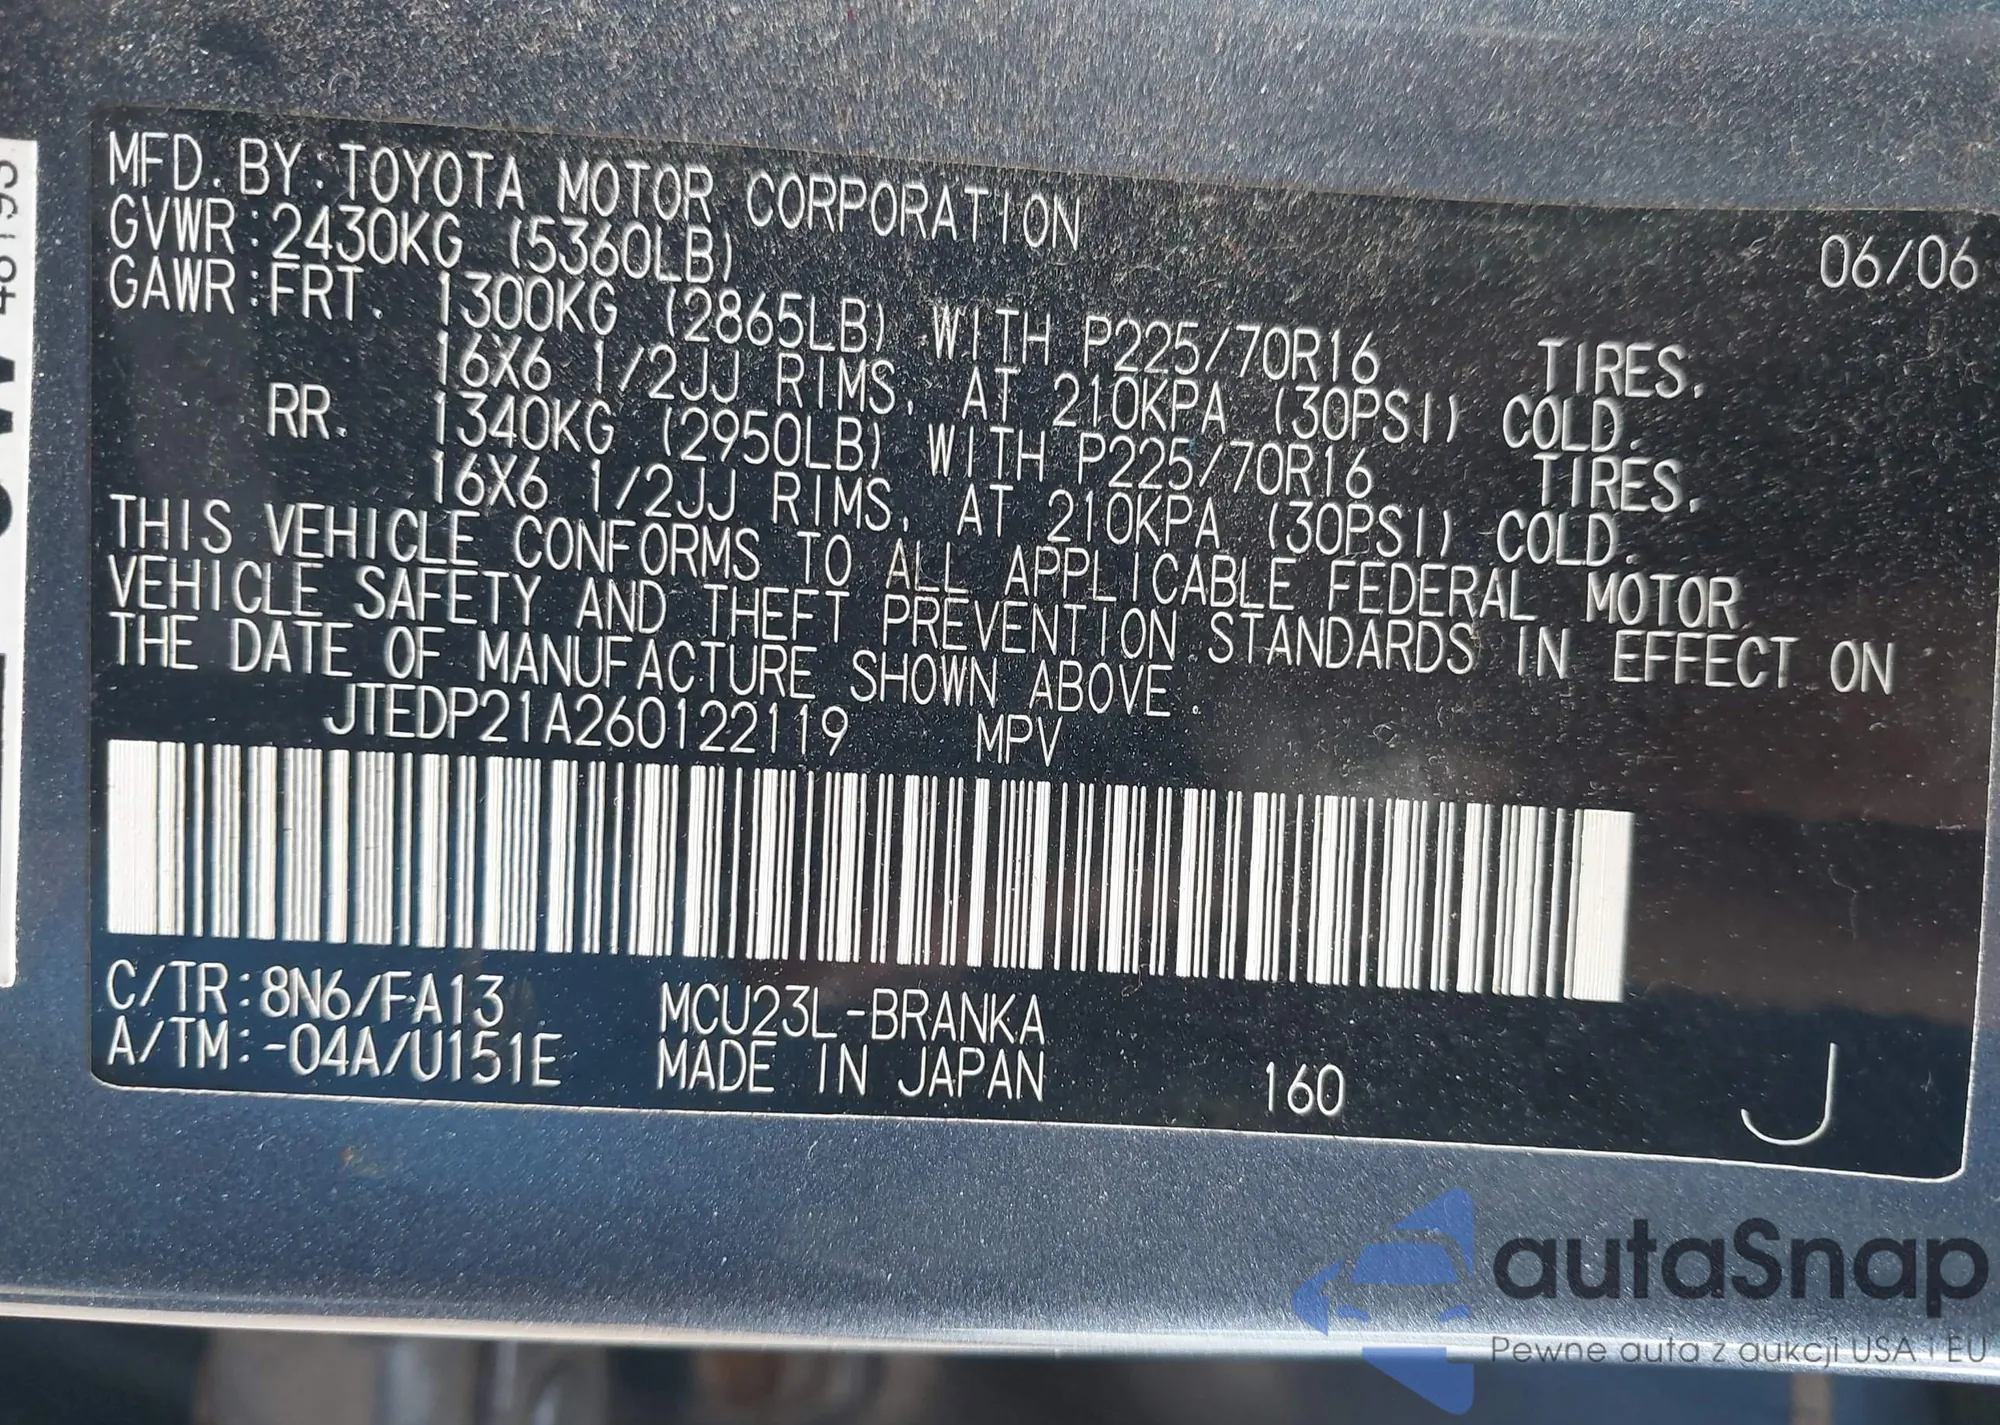 MFD. BY: TOYOTA MOTOR CORPORATION 06/06
GVWR: 2430KG (5360LB)
GAWR: FRT. 1300KG (2865LB) WITH P225/70R16 TIRES,
16X6 1/2JJ RIMS, AT 210KPA (30PSI) COLD.
RR. 1340KG (2950LB) WITH P225/70R16 TIRES,
16X6 1/2JJ RIMS, AT 210KPA (30PSI) COLD.
THIS VEHICLE CONFORMS TO ALL APPLICABLE FEDERAL MOTOR
VEHICLE SAFETY AND THEFT PREVENTION STANDARDS IN EFFECT ON
THE DATE OF MANUFACTURE SHOWN ABOVE.
JTEDP21A260122119 MPV
C/TR: 8N6/FA13 MCU23L-BRANKA
A/TM: -04A/U151E MADE IN JAPAN 160 J
autaSnap
Pewne auta z aukcji USA i EU